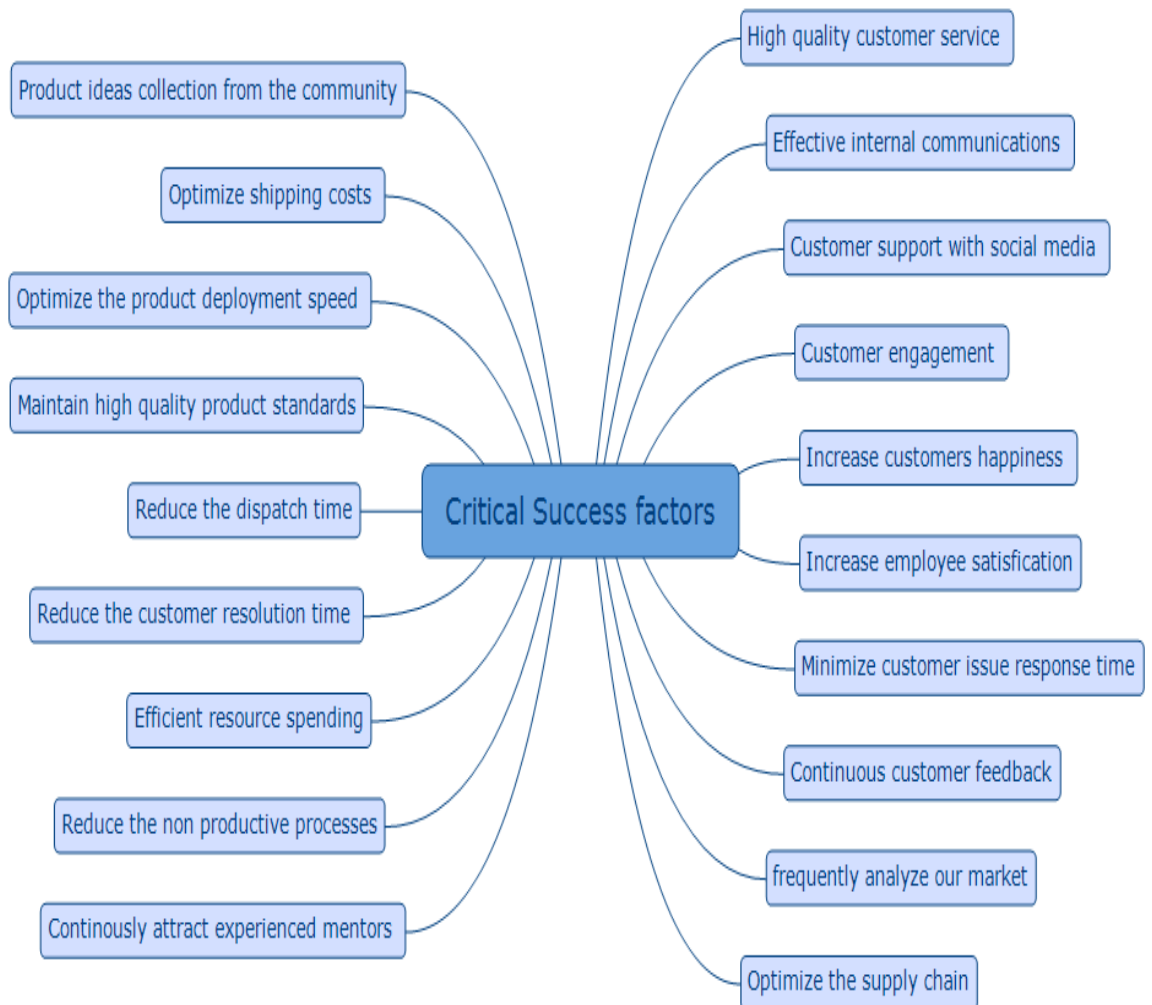 High quality customer service
Product ideas collection from the community
Effective internal communications
Optimize shipping costs
Customer support with social media
Optimize the product deployment speed
Customer engagement
Maintain high quality product standards
Increase customers happiness
Critical Success factors
Reduce the dispatch time
Increase employee satisfication
Reduce the customer resolution time
Minimize customer issue response time
Efficient resource spending
Continuous customer feedback
Reduce the non productive processes
frequently analyze our market
Continously attract experienced mentors
Optimize the supply chain